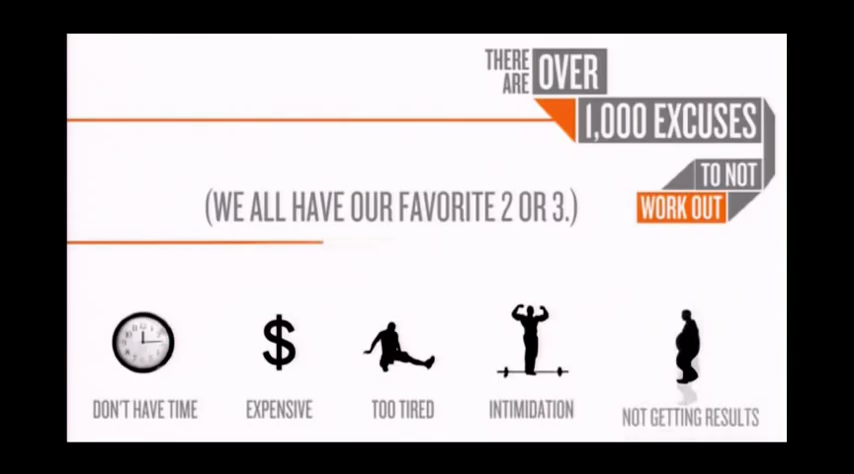 THERE
ARE OVER
1,000 EXCUSES
TO NOT
WORK OUT
(WE ALL HAVE OUR FAVORITE 2 OR 3.)
$
DON'T HAVE TIME
EXPENSIVE
TOO TIRED
INTIMIDATION
NOT GETTING RESULTS